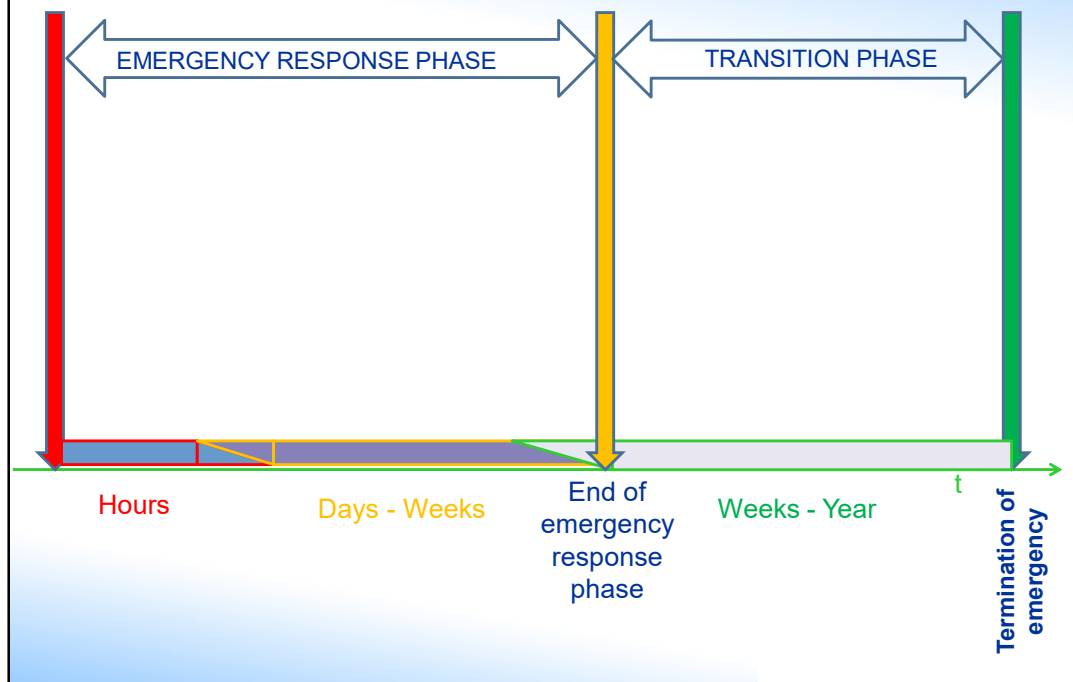 EMERGENCY RESPONSE PHASE
TRANSITION PHASE
t
Hours
Days - Weeks
End of
emergency
response
phase
Weeks - Year
Termination of
emergency